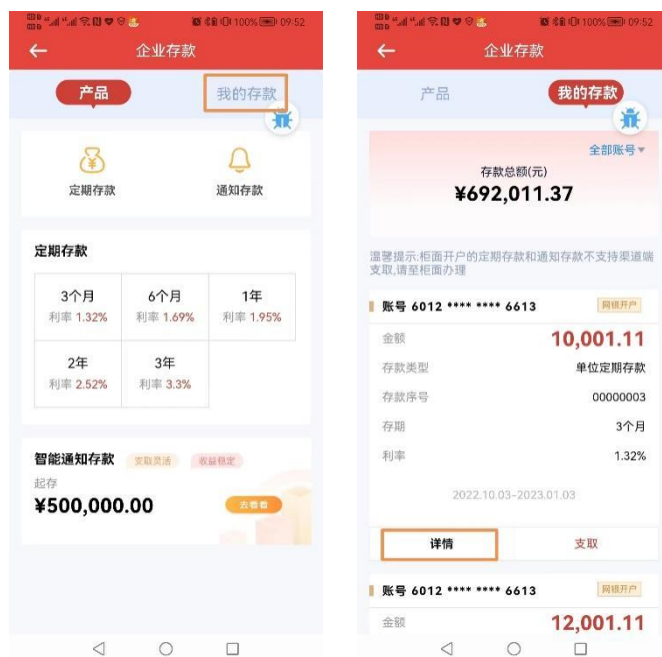 100% 09:52
企业存款
产品
我的存款
定期存款
通知存款
定期存款
3个月
6个月
1年
利率 1.32%
利率 1.69%
利率 1.95%
2年
3年
利率 2.52%
利率 3.3%
智能通知存款
支取灵通
收益稳定
起存
¥500,000.00
去看看
100% 09:52
企业存款
产品
我的存款
全部账号
存款总额(元)
¥692,011.37
温馨提示:柜面开户的定期存款和通知存款不支持渠道端
支取,请至柜面办理
账号 6012 **** **** 6613
网银开户
金额
10,001.11
存款类型
单位定期存款
存款序号
00000003
存期
3个月
利率
1.32%
2022.10.03-2023.01.03
详情
支取
账号 6012 **** **** 6613
网银开户
金额
12,001.11